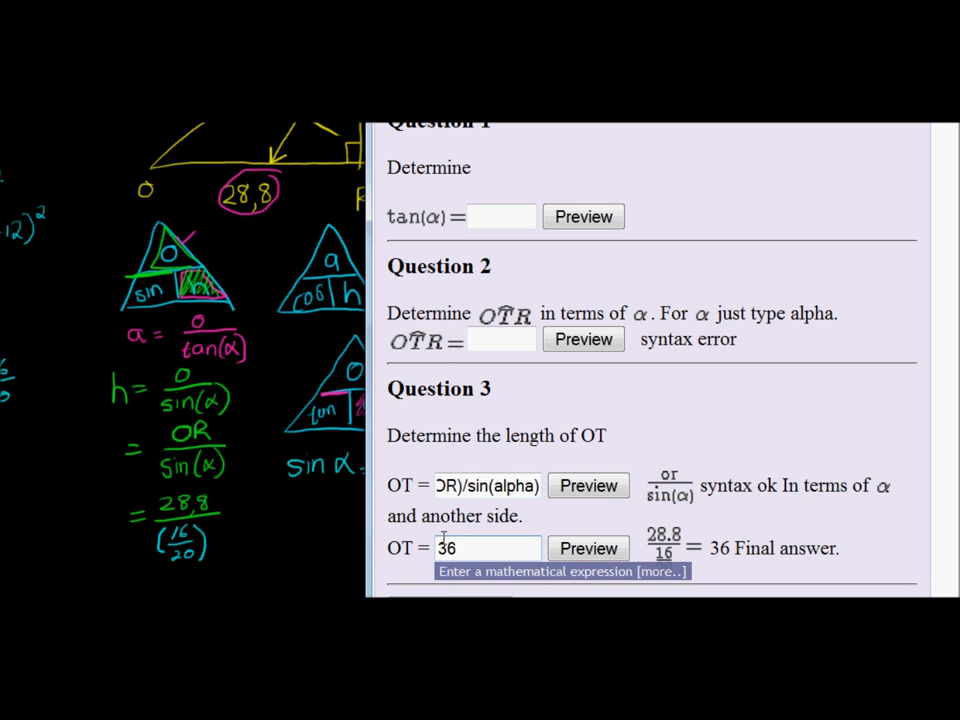 O
28,8
-12)²
O
sin
a
cos h
a = O / tan(α)
O
tan
h = O / sin(α)
= OR / sin(α)
sin α =
= 28,8 / (16/20)
Question 1
Determine
tan(α) = Preview
Question 2
Determine OT̂R in terms of α. For α just type alpha.
OT̂R = Preview syntax error
Question 3
Determine the length of OT
OT = OR)/sin(alpha) Preview or / sin(α) syntax ok In terms of α
and another side.
OT = 36 Preview 28.8 / 16 = 36 Final answer.
Enter a mathematical expression [more..]